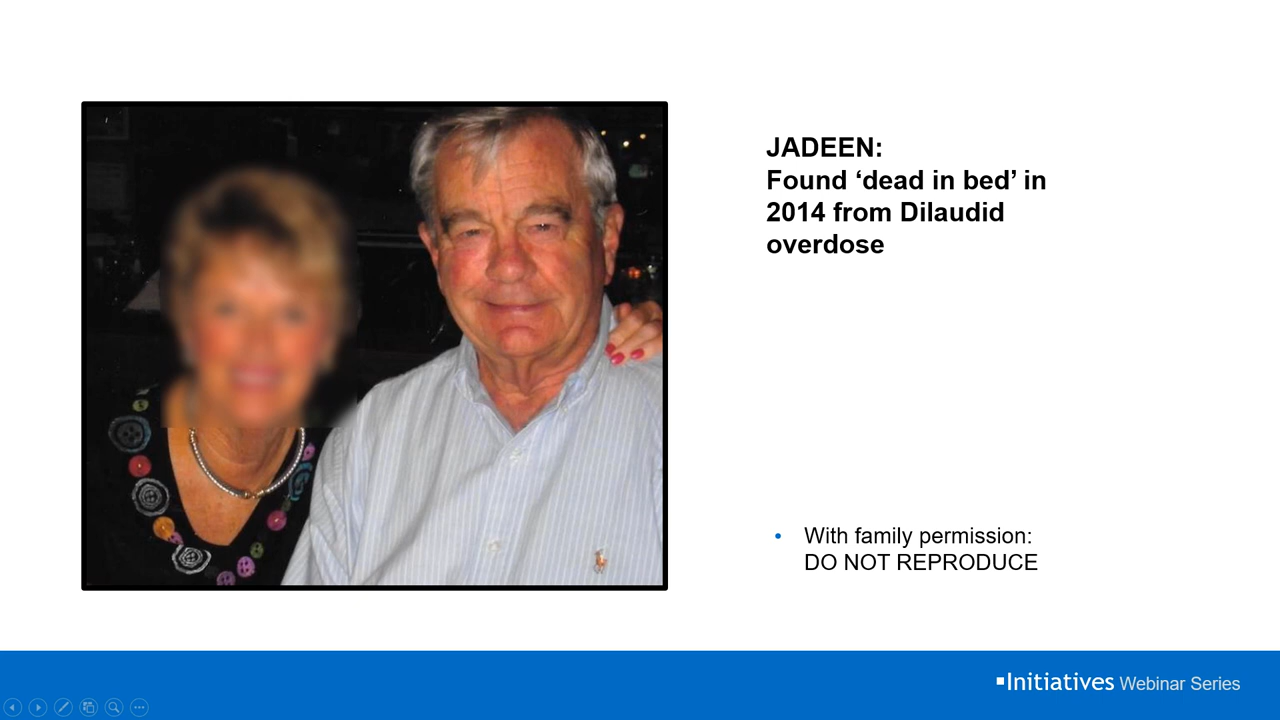 JADEEN:
Found ‘dead in bed’ in
2014 from Dilaudid
overdose
• With family permission:
DO NOT REPRODUCE
Initiatives Webinar Series